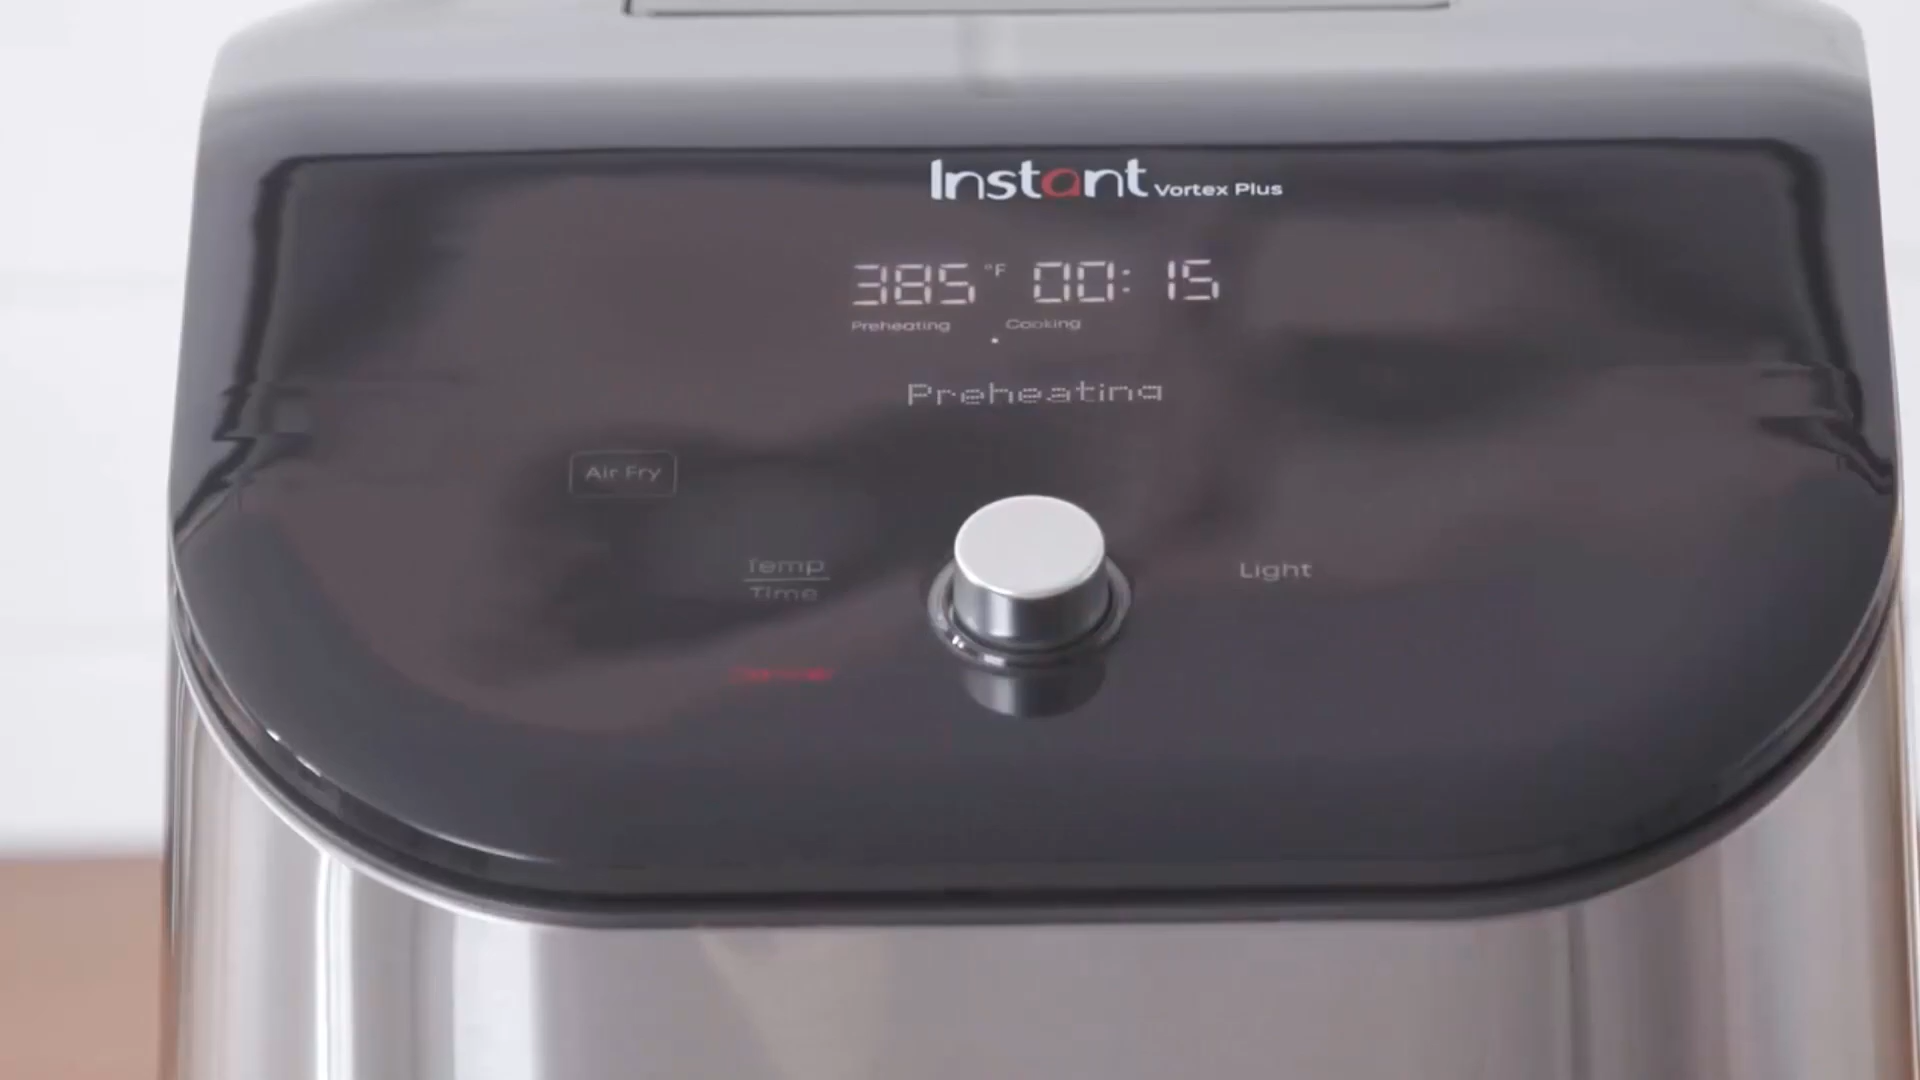 Instant Vortex Plus
385 °F 00:15
Preheating Cooking
Preheating
Air Fry
Temp
Time
Light